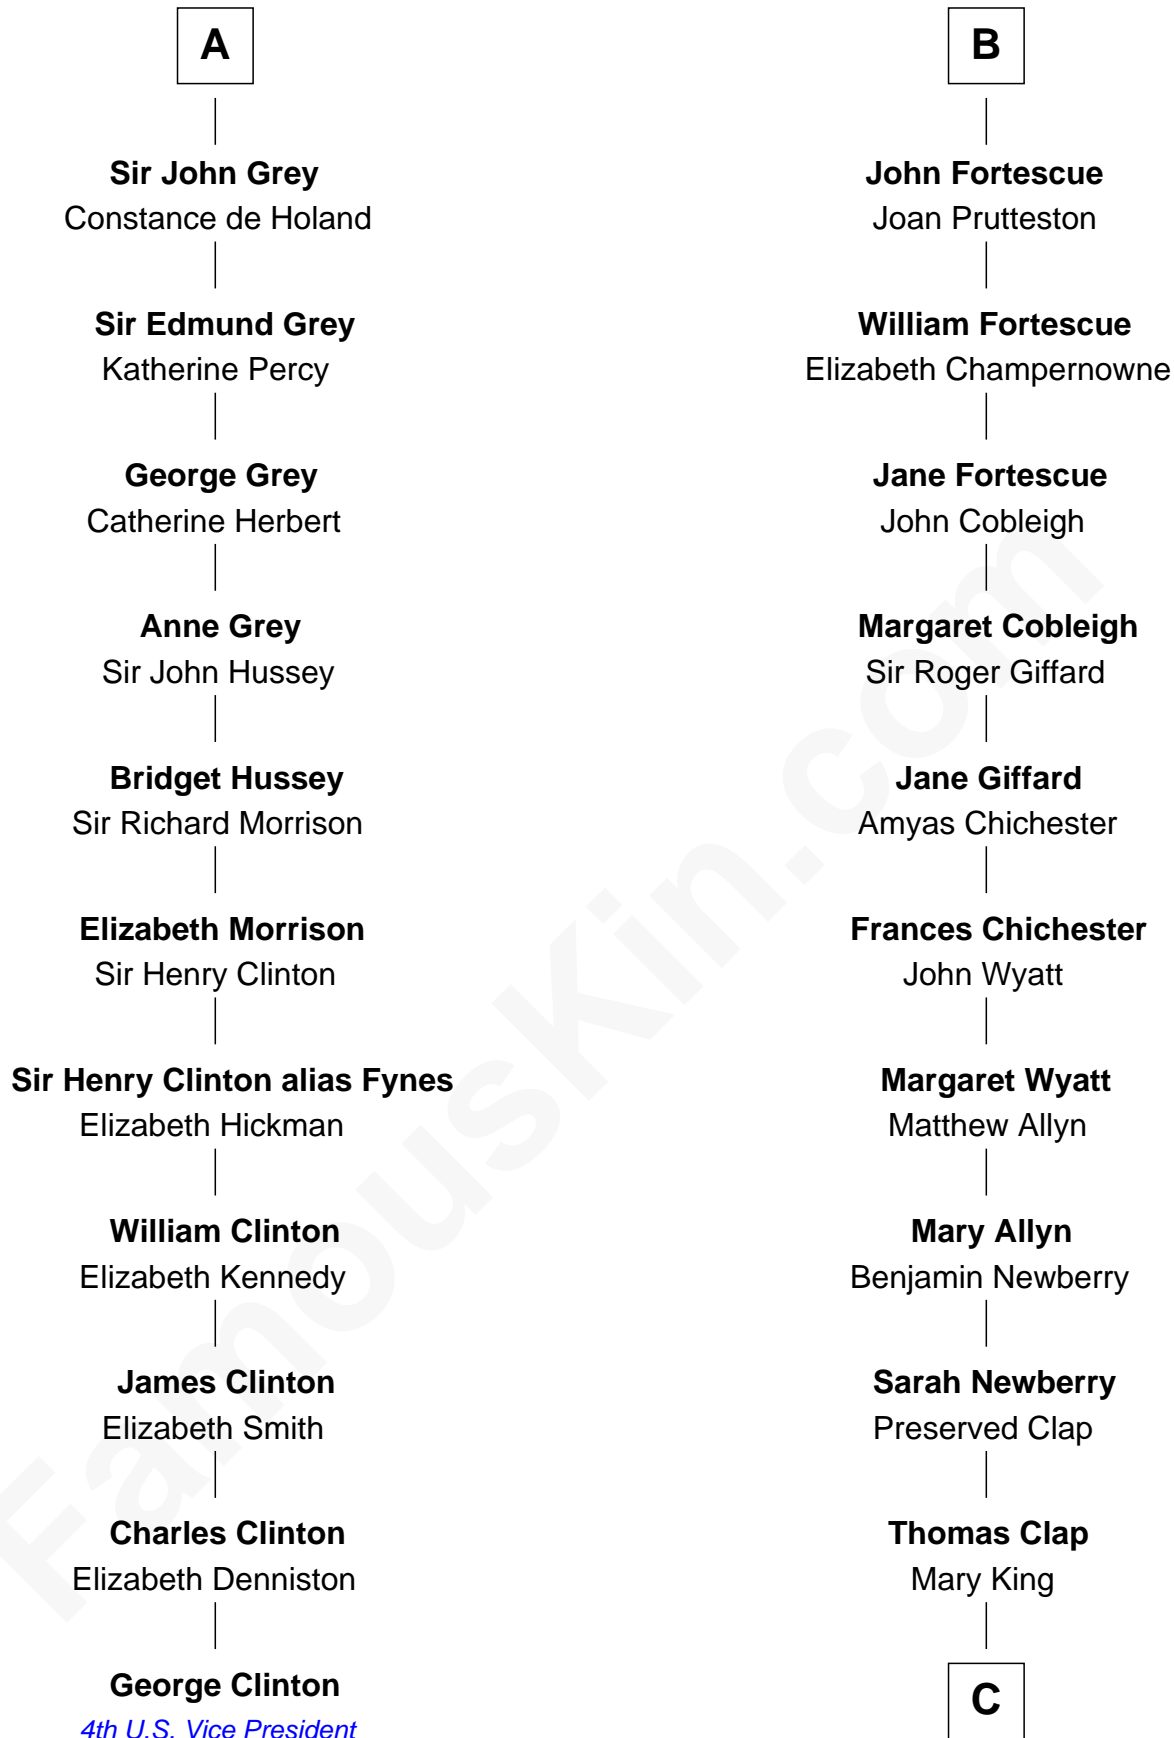 A
Sir John Grey
Constance de Holand
Sir Edmund Grey
Katherine Percy
George Grey
Catherine Herbert
Anne Grey
Sir John Hussey
Bridget Hussey
Sir Richard Morrison
Elizabeth Morrison
Sir Henry Clinton
Sir Henry Clinton alias Fynes
Elizabeth Hickman
William Clinton
Elizabeth Kennedy
James Clinton
Elizabeth Smith
Charles Clinton
Elizabeth Denniston
George Clinton
4th U.S. Vice President
B
John Fortescue
Joan Prutteston
William Fortescue
Elizabeth Champernowne
Jane Fortescue
John Cobleigh
Margaret Cobleigh
Sir Roger Giffard
Jane Giffard
Amyas Chichester
Frances Chichester
John Wyatt
Margaret Wyatt
Matthew Allyn
Mary Allyn
Benjamin Newberry
Sarah Newberry
Preserved Clap
Thomas Clap
Mary King
C
FamousKin.com